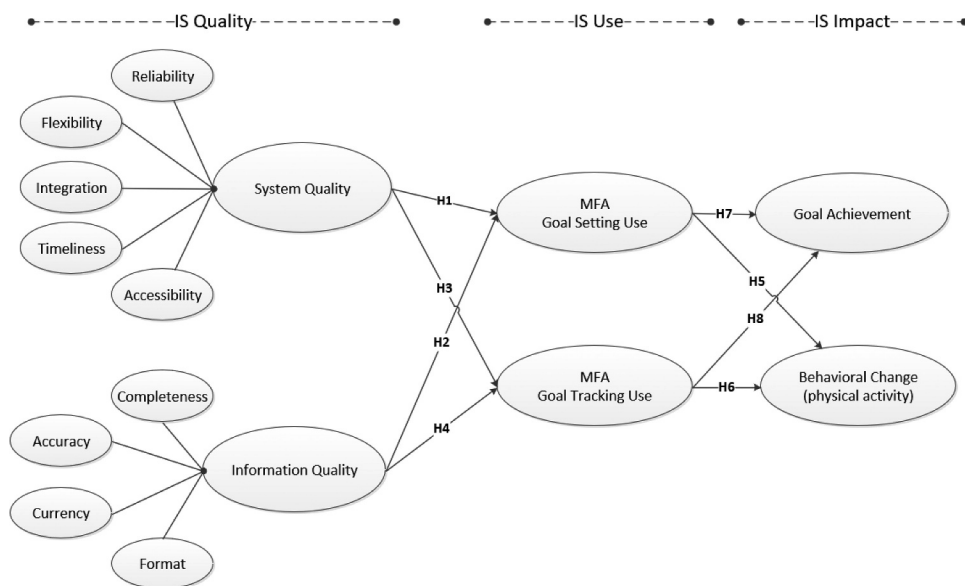 IS Quality
IS Use
IS Impact
Reliability
Flexibility
Integration
Timeliness
Accessibility
System Quality
Completeness
Accuracy
Currency
Format
Information Quality
H1
H3
H2
H4
MFA
Goal Setting Use
MFA
Goal Tracking Use
H7
H5
H8
H6
Goal Achievement
Behavioral Change
(physical activity)